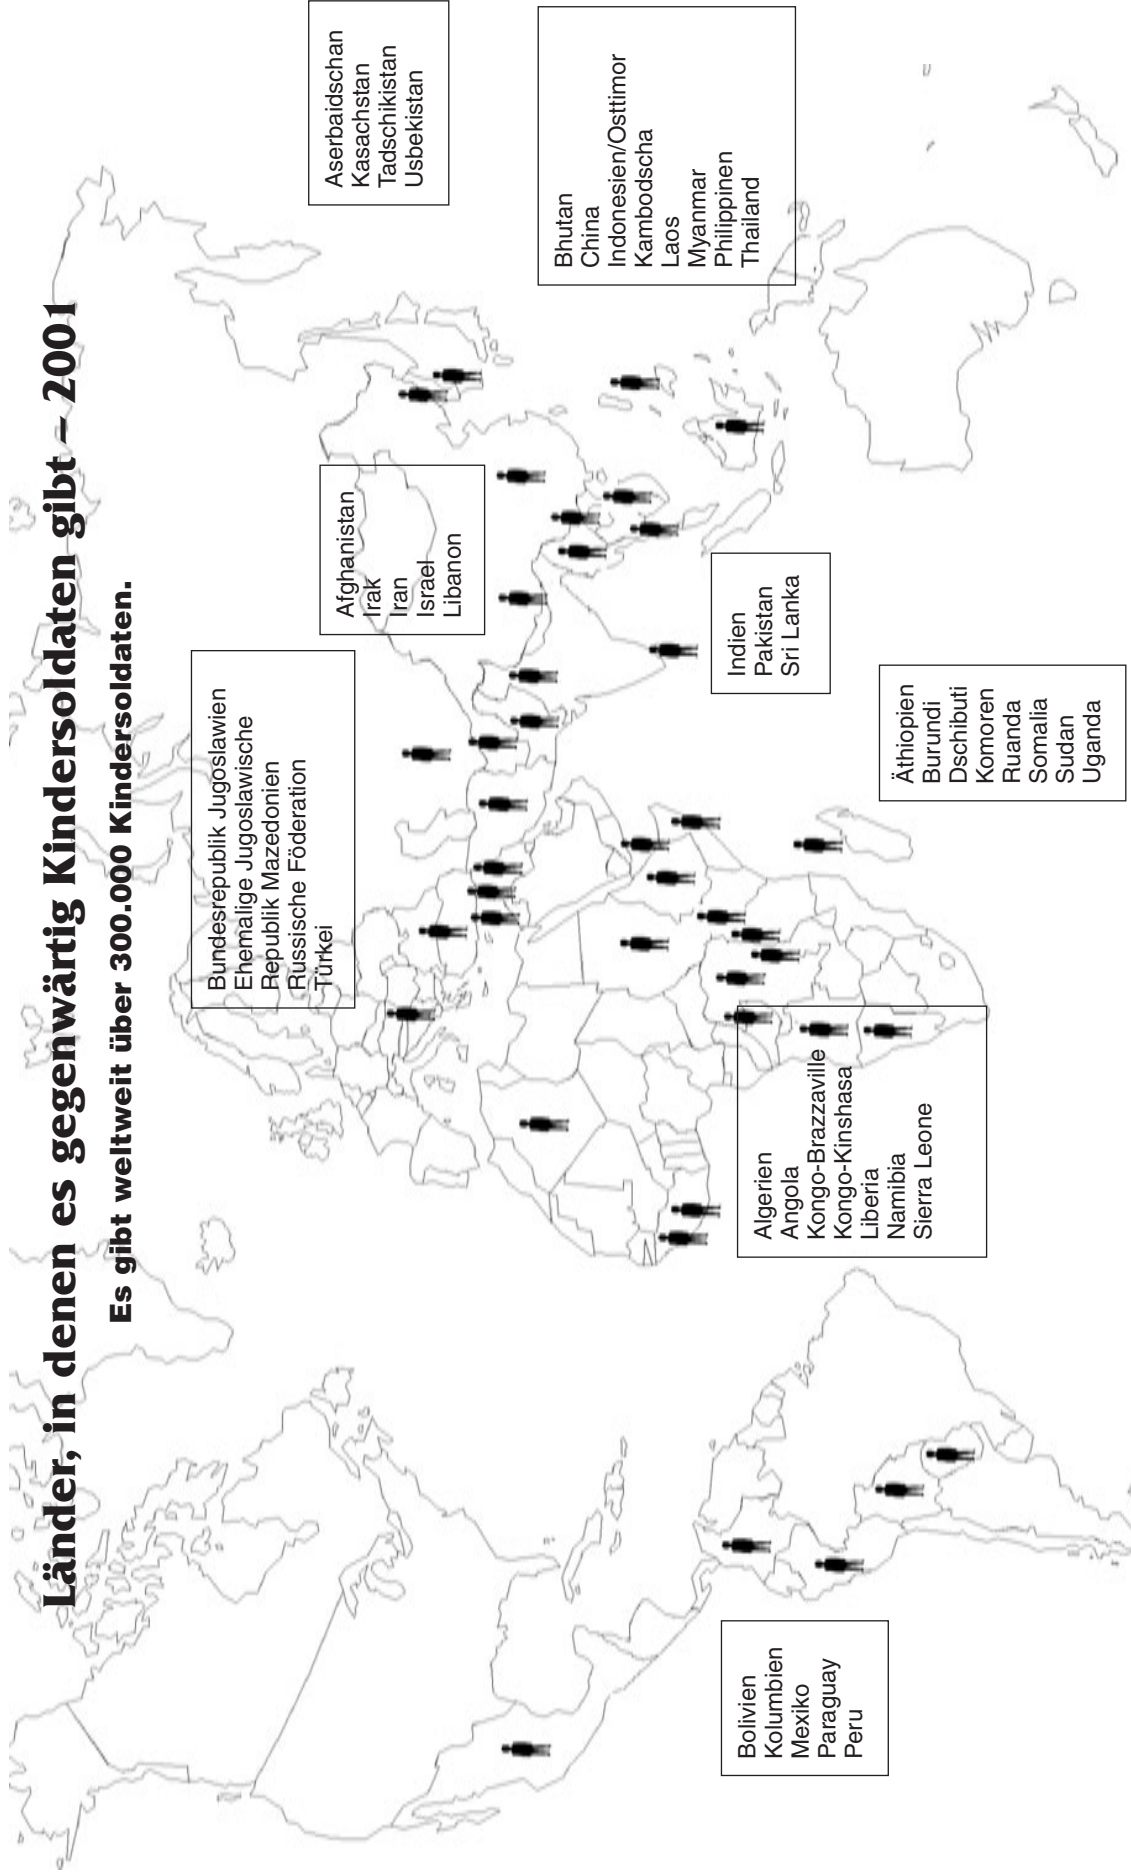 Länder, in denen es gegenwärtig Kindersoldaten gibt – 2001
Es gibt weltweit über 300.000 Kindersoldaten.
Bundesrepublik Jugoslawien
Ehemalige Jugoslawische
Republik Mazedonien
Russische Föderation
Türkei
Afghanistan
Irak
Iran
Israel
Libanon
Aserbaidschan
Kasachstan
Tadschikistan
Usbekistan
Bhutan
China
Indonesien/Osttimor
Kambodscha
Laos
Myanmar
Philippinen
Thailand
Indien
Pakistan
Sri Lanka
Äthiopien
Burundi
Dschibuti
Komoren
Ruanda
Somalia
Sudan
Uganda
Algerien
Angola
Kongo-Brazzaville
Kongo-Kinshasa
Liberia
Namibia
Sierra Leone
Bolivien
Kolumbien
Mexiko
Paraguay
Peru